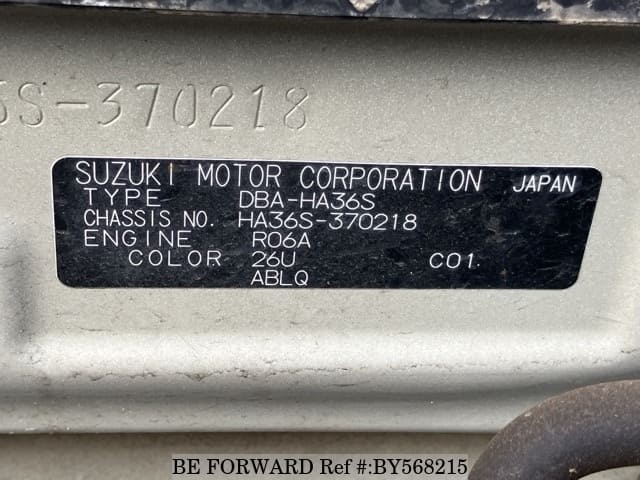 6S-370218
SUZUKI MOTOR CORPORATION JAPAN
TYPE DBA-HA36S
CHASSIS NO. HA36S-370218
ENGINE R06A
COLOR 26U C01.
ABLQ
BE FORWARD Ref #:BY568215